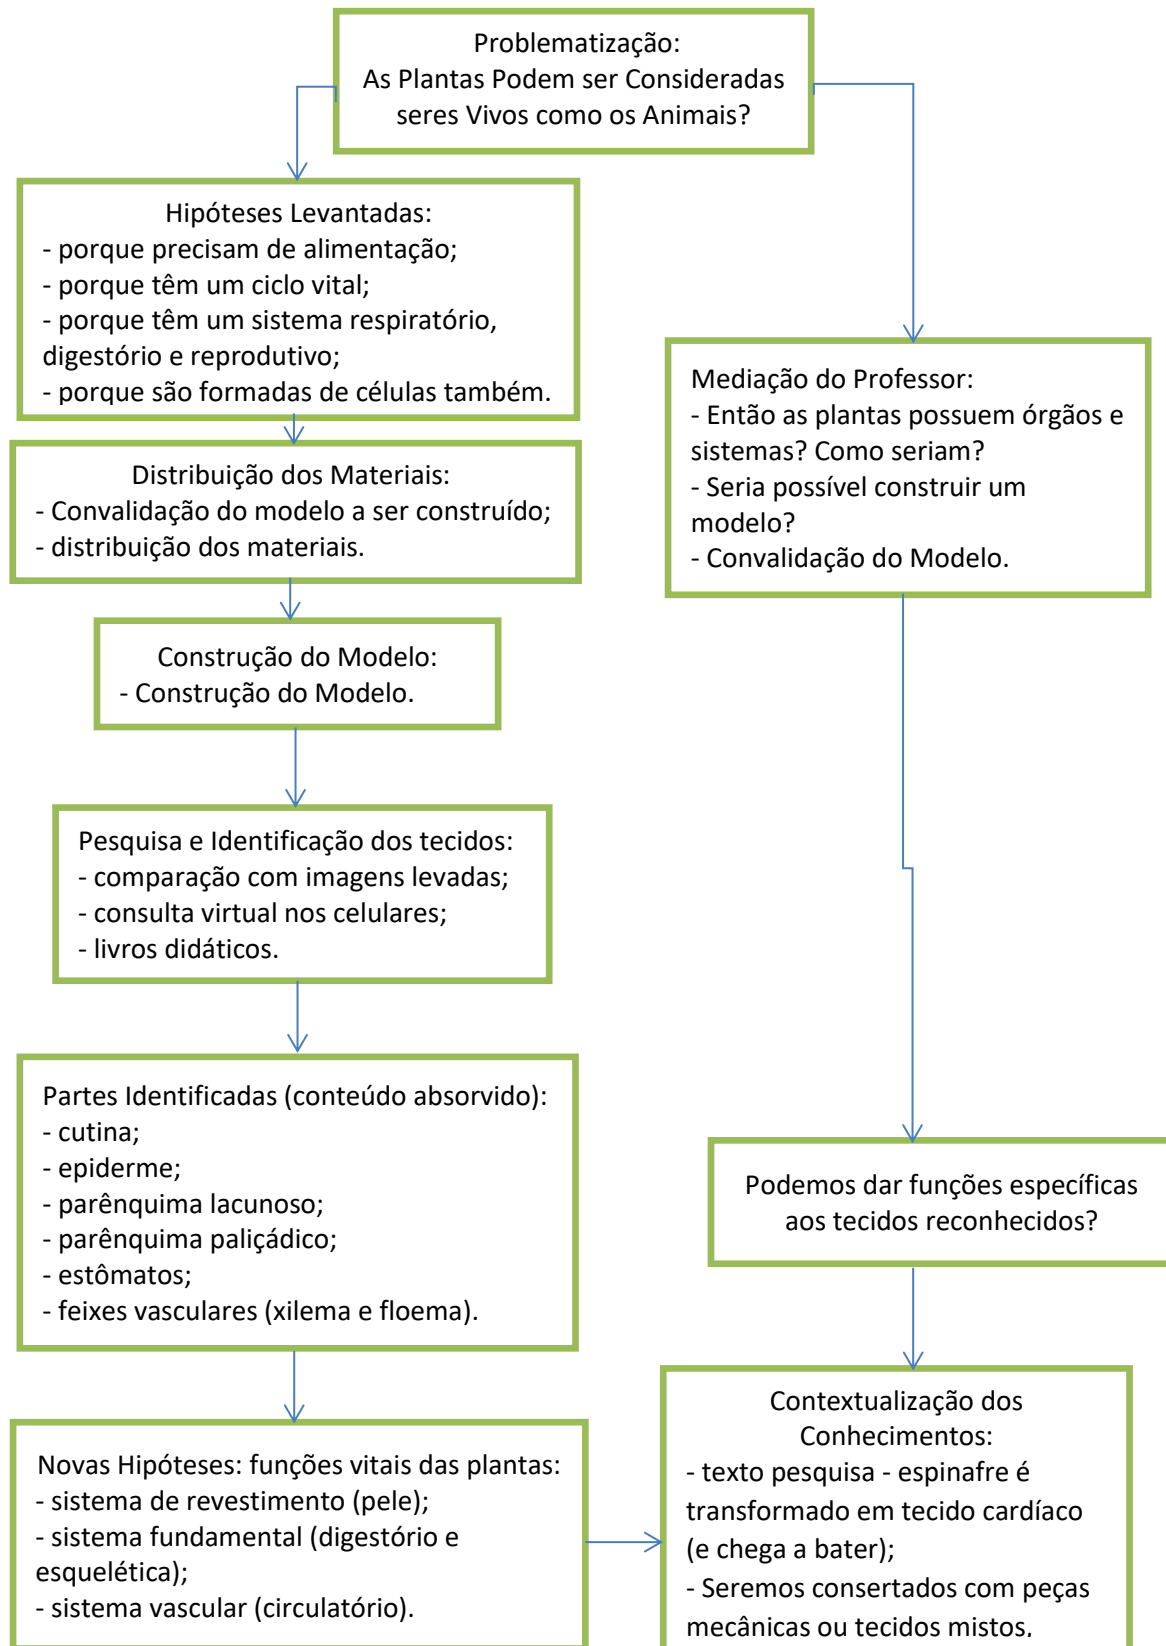 Problematização:
As Plantas Podem ser Consideradas
seres Vivos como os Animais?
Hipóteses Levantadas:
- porque precisam de alimentação;
- porque têm um ciclo vital;
- porque têm um sistema respiratório,
digestório e reprodutivo;
- porque são formadas de células também.
Mediação do Professor:
- Então as plantas possuem órgãos e
sistemas? Como seriam?
- Seria possível construir um
modelo?
- Convalidação do Modelo.
Distribuição dos Materiais:
- Convalidação do modelo a ser construído;
- distribuição dos materiais.
Construção do Modelo:
- Construção do Modelo.
Pesquisa e Identificação dos tecidos:
- comparação com imagens levadas;
- consulta virtual nos celulares;
- livros didáticos.
Partes Identificadas (conteúdo absorvido):
- cutina;
- epiderme;
- parênquima lacunoso;
- parênquima paliçádico;
- estômatos;
- feixes vasculares (xilema e floema).
Podemos dar funções específicas
aos tecidos reconhecidos?
Novas Hipóteses: funções vitais das plantas:
- sistema de revestimento (pele);
- sistema fundamental (digestório e
esquelética);
- sistema vascular (circulatório).
Contextualização dos
Conhecimentos:
- texto pesquisa - espinafre é
transformado em tecido cardíaco
(e chega a bater);
- Seremos consertados com peças
mecânicas ou tecidos mistos.